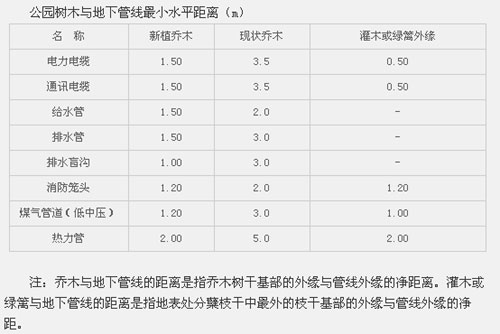 公园树木与地下管线最小水平距离（m）
名 称 新植乔木 现状乔木 灌木或绿篱外缘
电力电缆 1.50 3.5 0.50
通讯电缆 1.50 3.5 0.50
给水管 1.50 2.0 -
排水管 1.50 3.0 -
排水盲沟 1.00 3.0 -
消防笼头 1.20 2.0 1.20
煤气管道（低中压） 1.20 3.0 1.00
热力管 2.00 5.0 2.00
注：乔木与地下管线的距离是指乔木树干基部的外缘与管线外缘的净距离。灌木或
绿篱与地下管线的距离是指地表处分蘖枝干中最外的枝干基部的外缘与管线外缘的净
距。